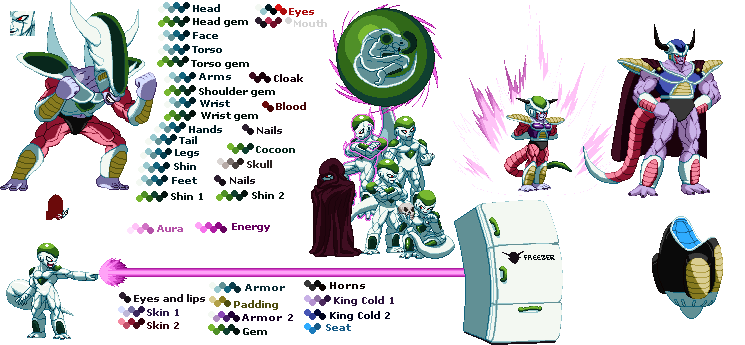 Head
Eyes
Head gem
Mouth
Face
Torso
Torso gem
Arms
Cloak
Shoulder gem
Wrist
Blood
Wrist gem
Hands
Nails
Tail
Legs
Cocoon
Shin
Skull
Feet
Nails
Shin 1
Shin 2
Aura
Energy
FREEZER
Eyes and lips
Skin 1
Skin 2
Armor
Padding
Armor 2
Gem
Horns
King Cold 1
King Cold 2
Seat